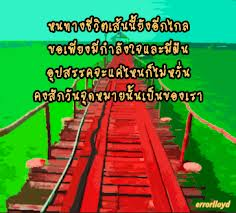 หนทางชีวิตเส้นนี้ยังอีกไกล
ขอเพียงมีกำลังใจและพี่ฝัน
อุปสรรคจะแค่ไหนก็ไม่หวั่น
คงสักวันจุดหมายนั้นเป็นของเรา
errorlloyd